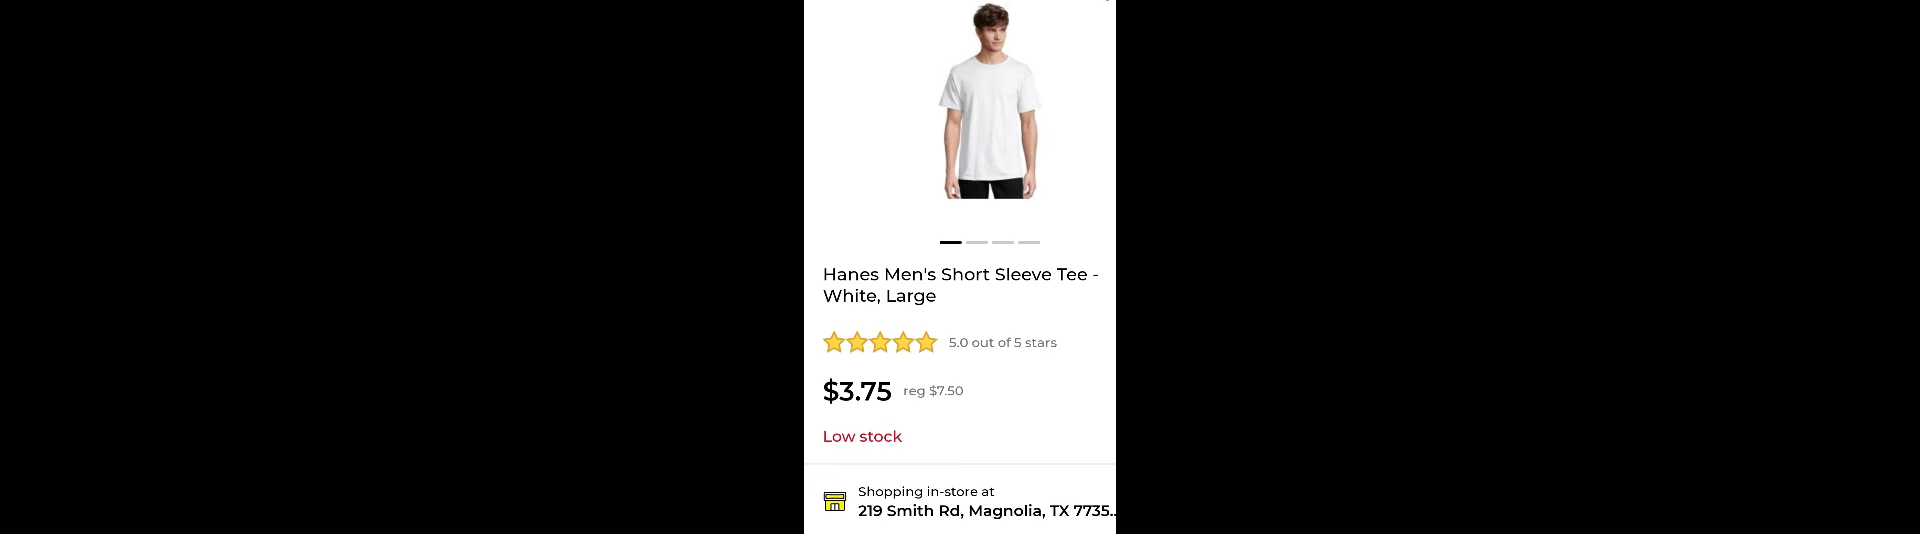 Hanes Men's Short Sleeve Tee -
White, Large
5.0 out of 5 stars
$3.75 reg $7.50
Low stock
Shopping in-store at
219 Smith Rd, Magnolia, TX 7735..